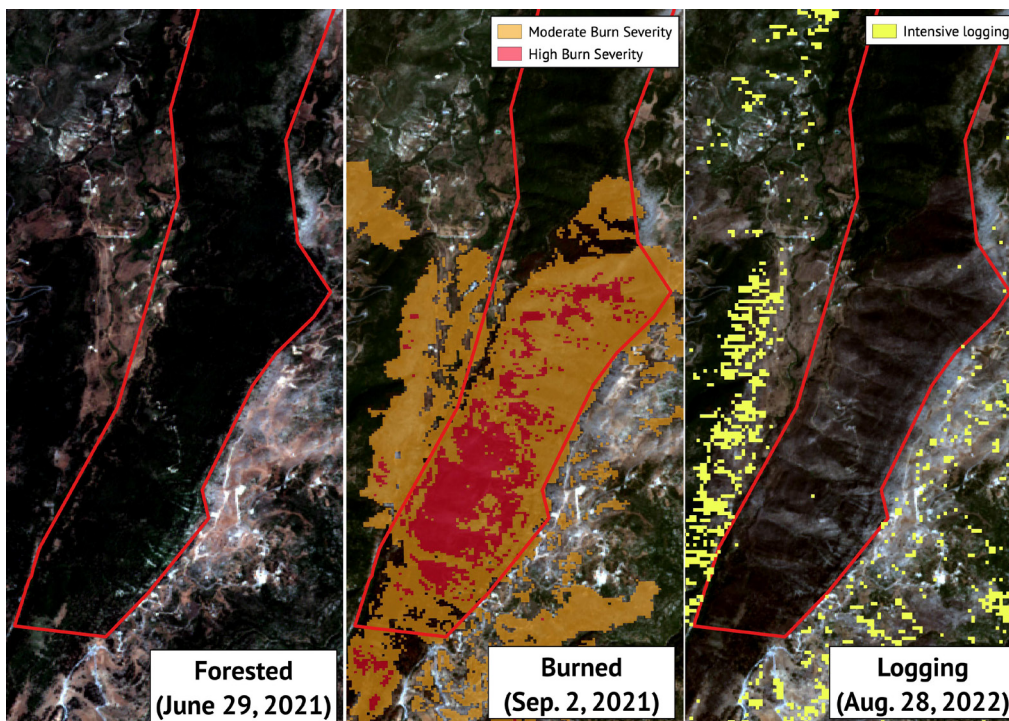 Moderate Burn Severity
High Burn Severity
Intensive logging
Forested
(June 29, 2021)
Burned
(Sep. 2, 2021)
Logging
(Aug. 28, 2022)